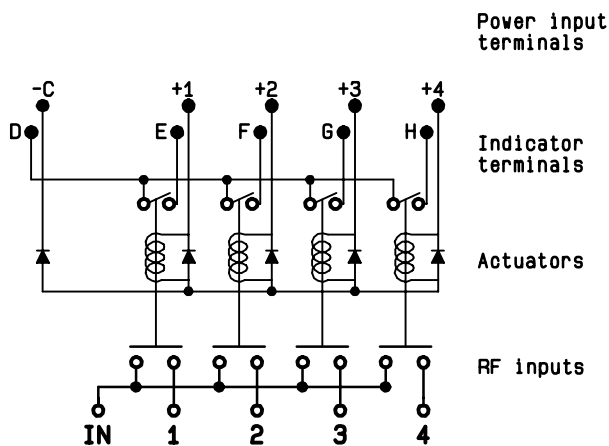 Power input
terminals
-C +1 +2 +3 +4
D E F G H
Indicator
terminals
Actuators
RF inputs
IN 1 2 3 4